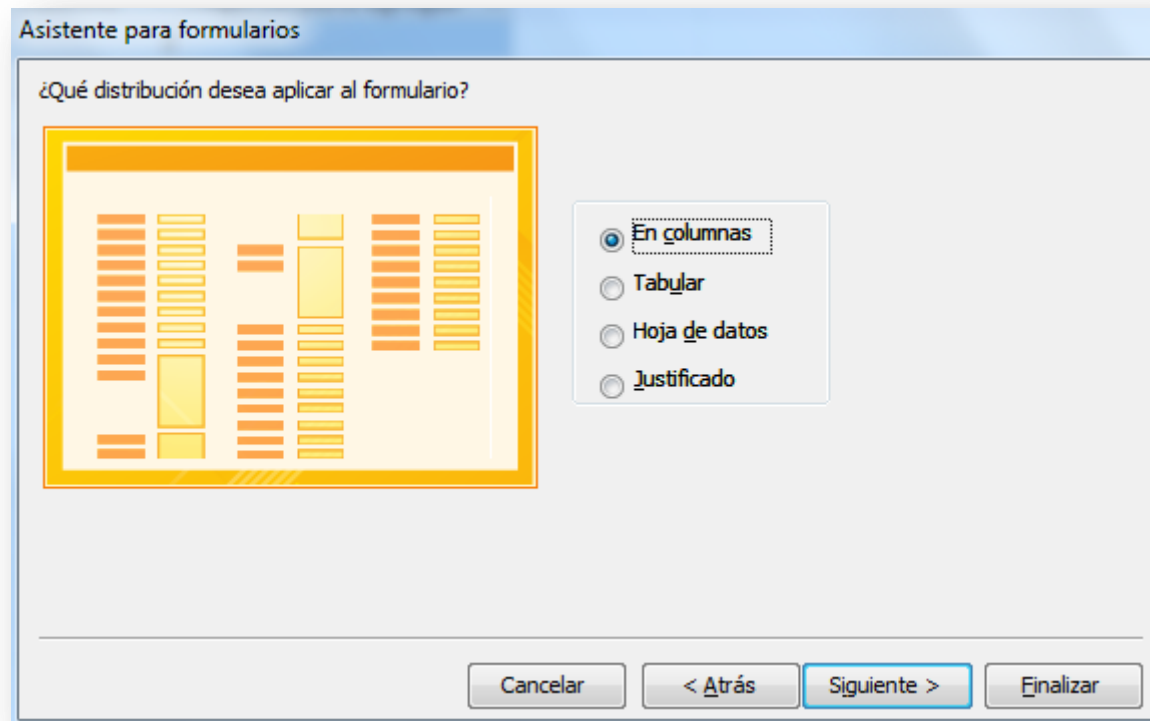 Asistente para formularios
¿Qué distribución desea aplicar al formulario?
En columnas
Tabular
Hoja de datos
Justificado
Cancelar
< Atrás
Siguiente >
Finalizar